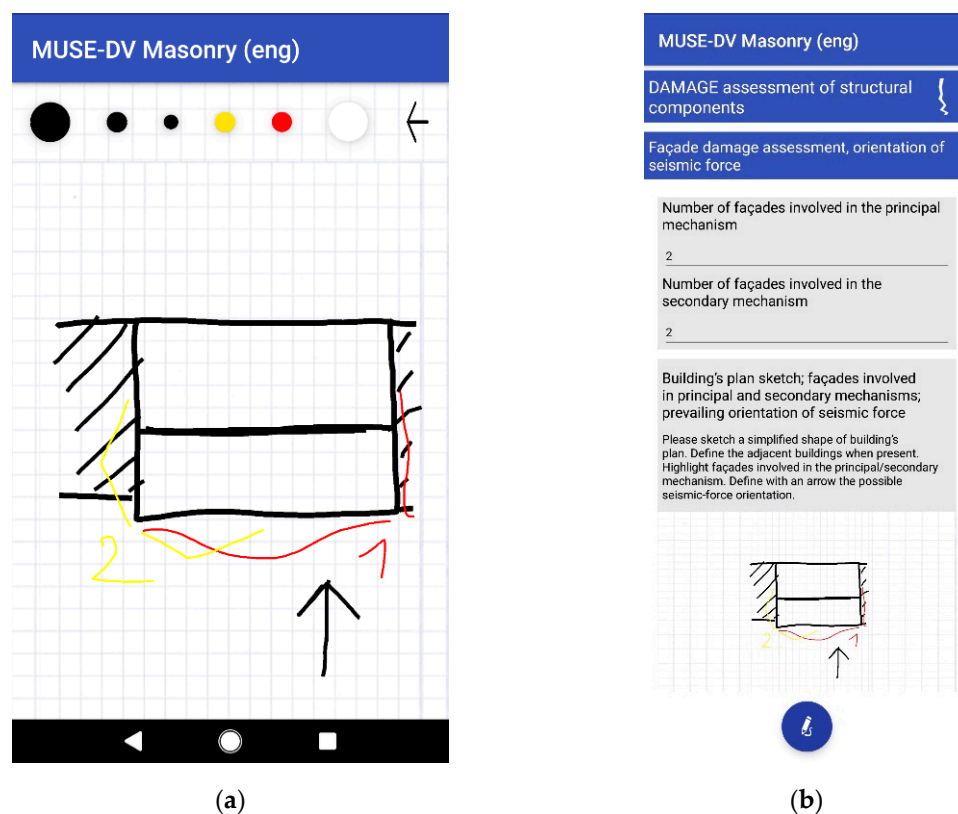 MUSE-DV Masonry (eng)
2
1
(a)
MUSE-DV Masonry (eng)
DAMAGE assessment of structural
components
Façade damage assessment, orientation of
seismic force
Number of façades involved in the principal
mechanism
2
Number of façades involved in the
secondary mechanism
2
Building's plan sketch; façades involved
in principal and secondary mechanisms;
prevailing orientation of seismic force
Please sketch a simplified shape of building's
plan. Define the adjacent buildings when present.
Highlight façades involved in the principal/secondary
mechanism. Define with an arrow the possible
seismic-force orientation.
2
1
(b)